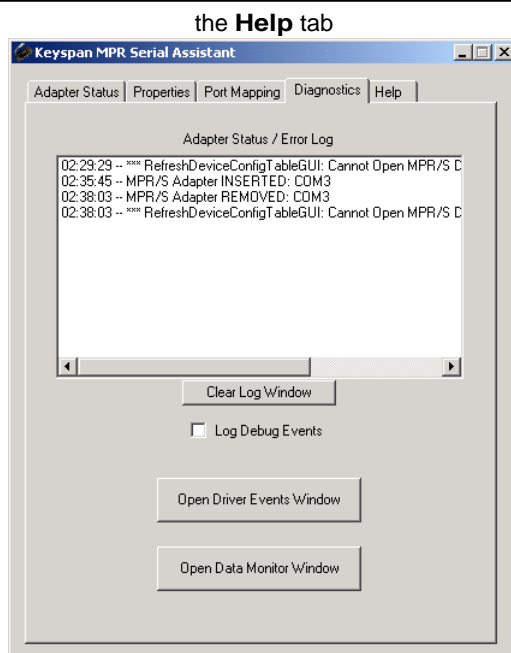 the Help tab
Keyspan MPR Serial Assistant
Adapter Status Properties Port Mapping Diagnostics Help
Adapter Status / Error Log
02:29:29 -- *** RefreshDeviceConfigTableGUI: Cannot Open MPR/S D
02:35:45 -- MPR/S Adapter INSERTED: COM3
02:38:03 -- MPR/S Adapter REMOVED: COM3
02:38:03 -- *** RefreshDeviceConfigTableGUI: Cannot Open MPR/S D
Clear Log Window
Log Debug Events
Open Driver Events Window
Open Data Monitor Window